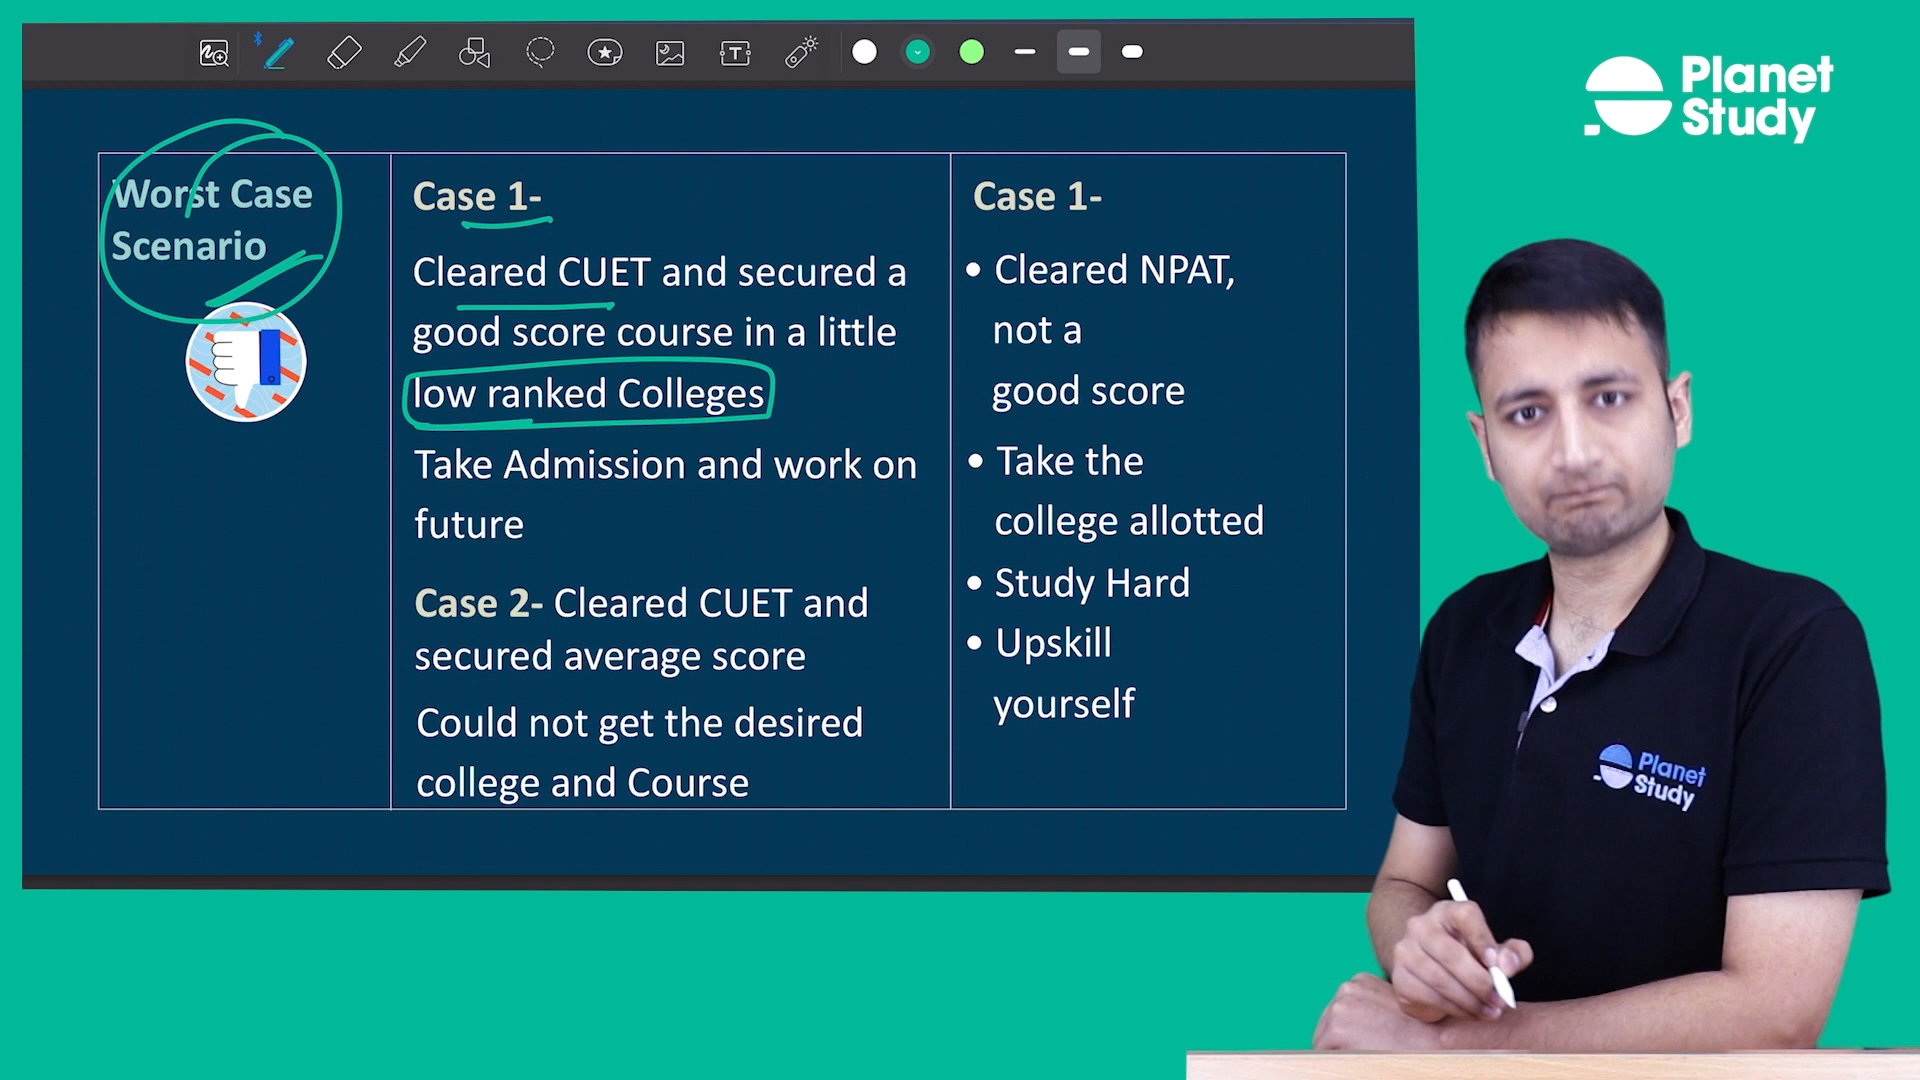 Planet
Study
Worst Case
Scenario
Case 1-
Cleared CUET and secured a
good score course in a little
low ranked Colleges
Take Admission and work on
future
Case 2- Cleared CUET and
secured average score
Could not get the desired
college and Course
Case 1-
• Cleared NPAT,
not a
good score
• Take the
college allotted
• Study Hard
• Upskill
yourself
Planet
Study
T